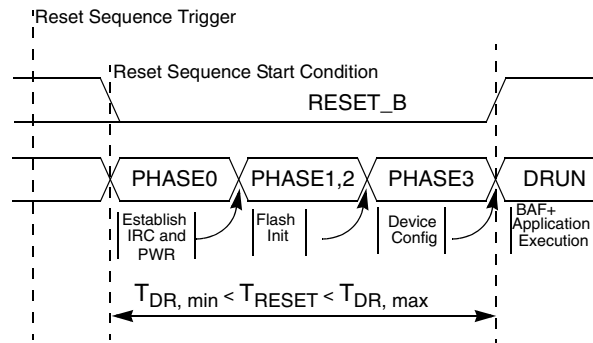 Reset Sequence Trigger
Reset Sequence Start Condition
RESET_B
PHASE0 PHASE1,2 PHASE3 DRUN
Establish
IRC and
PWR
Flash
Init
Device
Config
BAF+
Application
Execution
TDR, min < TRESET < TDR, max